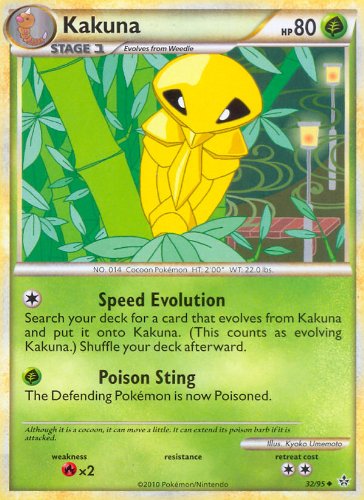 Kakuna HP 80
STAGE 1 Evolves from Weedle
NO. 014 Cocoon Pokémon HT: 2'00" WT: 22.0 lbs.
Speed Evolution
Search your deck for a card that evolves from Kakuna
and put it onto Kakuna. (This counts as evolving
Kakuna.) Shuffle your deck afterward.
Poison Sting
The Defending Pokémon is now Poisoned.
Although it is a cocoon, it can move a little. It can extend its poison barb if it is
attacked.
Illus. Kyoko Umemoto
weakness resistance retreat cost
×2
©2010 Pokémon/Nintendo 32/95